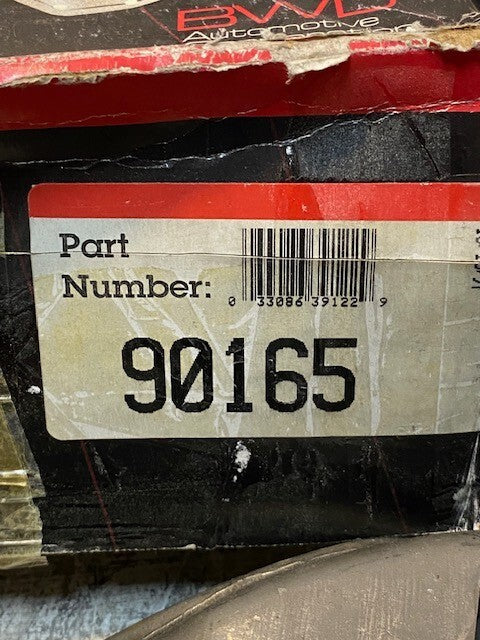 BWD
Automotive
Part
Number:
0 33086 39122 9
90165